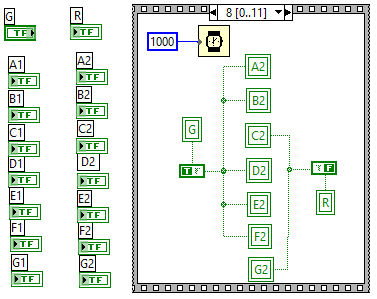 G R
TF TF
A1 A2
TF TF
B1 B2
TF TF
C1 C2
TF TF
D1 D2
TF TF
E1 E2
TF TF
F1 F2
TF TF
G1 G2
TF TF
8 [0..11]
1000
A2
B2
G C2
T F
D2
T F
E2 R
F2
G2